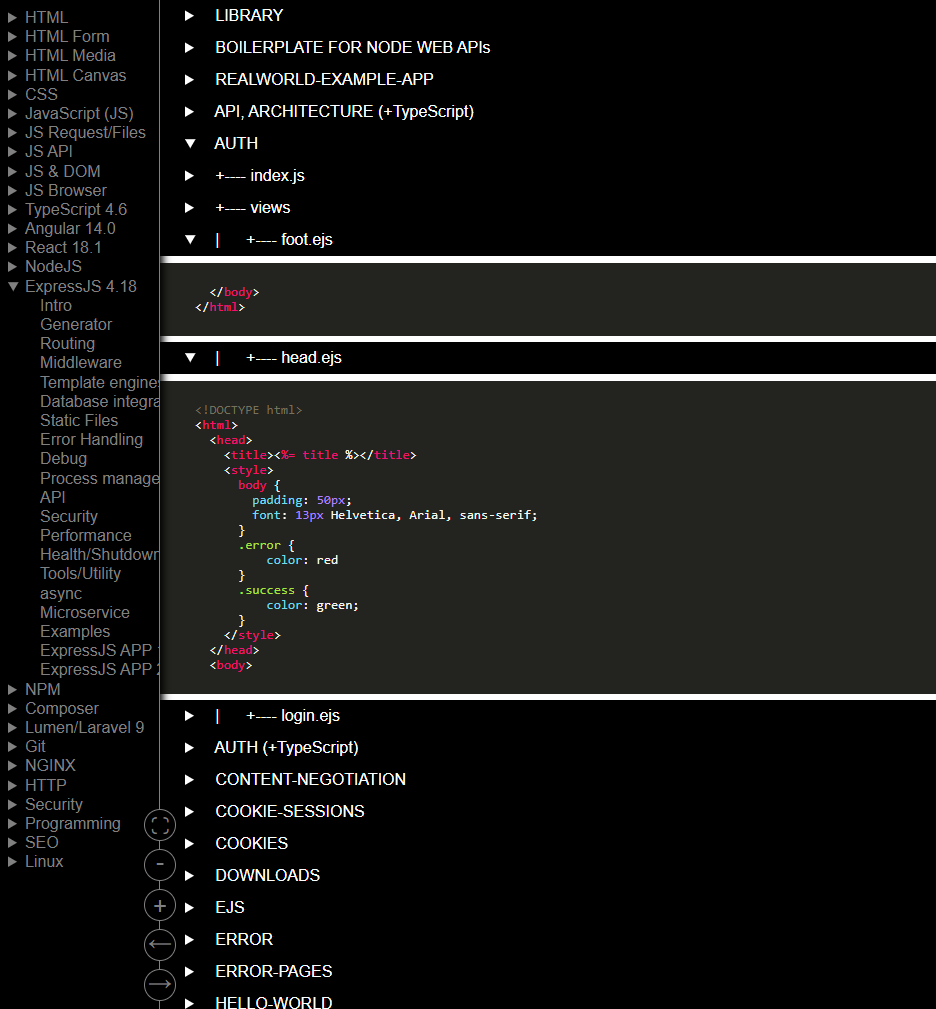 HTML
HTML Form
HTML Media
HTML Canvas
CSS
JavaScript (JS)
JS Request/Files
JS API
JS & DOM
JS Browser
TypeScript 4.6
Angular 14.0
React 18.1
NodeJS
ExpressJS 4.18
Intro
Generator
Routing
Middleware
Template engines
Database integra
Static Files
Error Handling
Debug
Process manage
API
Security
Performance
Health/Shutdown
Tools/Utility
async
Microservice
Examples
ExpressJS APP 1
ExpressJS APP 2
NPM
Composer
Lumen/Laravel 9
Git
NGINX
HTTP
Security
Programming
SEO
Linux
-
+
LIBRARY
BOILERPLATE FOR NODE WEB APIs
REALWORLD-EXAMPLE-APP
API, ARCHITECTURE (+TypeScript)
AUTH
+---- index.js
+---- views
|      +---- foot.ejs
  </body>
</html>
|      +---- head.ejs
<!DOCTYPE html>
<html>
  <head>
    <title><%= title %></title>
    <style>
      body {
        padding: 50px;
        font: 13px Helvetica, Arial, sans-serif;
      }
      .error {
          color: red
      }
      .success {
          color: green;
      }
    </style>
  </head>
  <body>
|      +---- login.ejs
AUTH (+TypeScript)
CONTENT-NEGOTIATION
COOKIE-SESSIONS
COOKIES
DOWNLOADS
EJS
ERROR
ERROR-PAGES
HELLO-WORLD